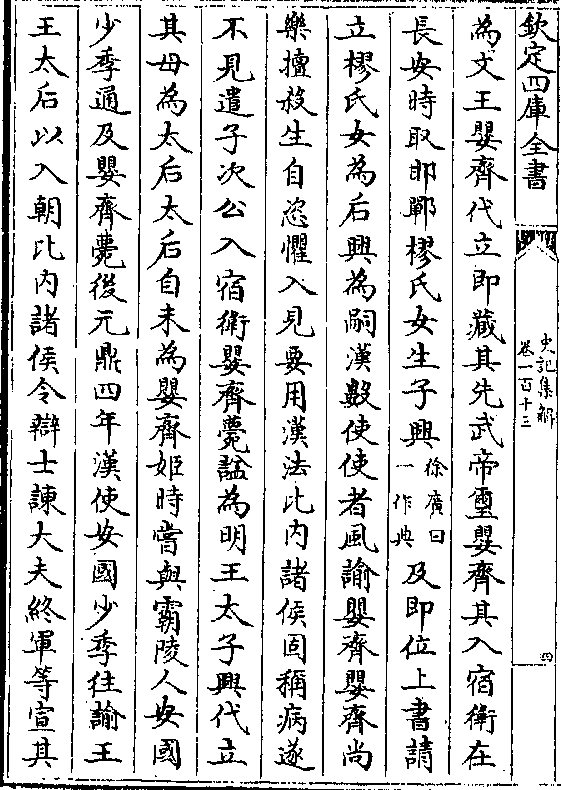 欽定四庫全書
史記集解
卷一百十三
四
為文王嬰齊代立即藏其先武帝璽嬰齊其入宿衛在
長安時取邯鄲樛氏女生子興徐廣曰一作典及即位上書請
立樛氏女為后興為嗣漢數使使者風諭嬰齊嬰齊尚
樂擅殺生自恣懼入見要用漢法比内諸侯固稱病遂
不見遣子次公入宿衛嬰齊薨諡為明王太子興代立
其母為太后太后自未為嬰齊姬時嘗與霸陵人安國
少季通及嬰齊薨後元鼎四年漢使安國少季往諭王
王太后以入朝比内諸侯令辯士諫大夫終軍等宣其